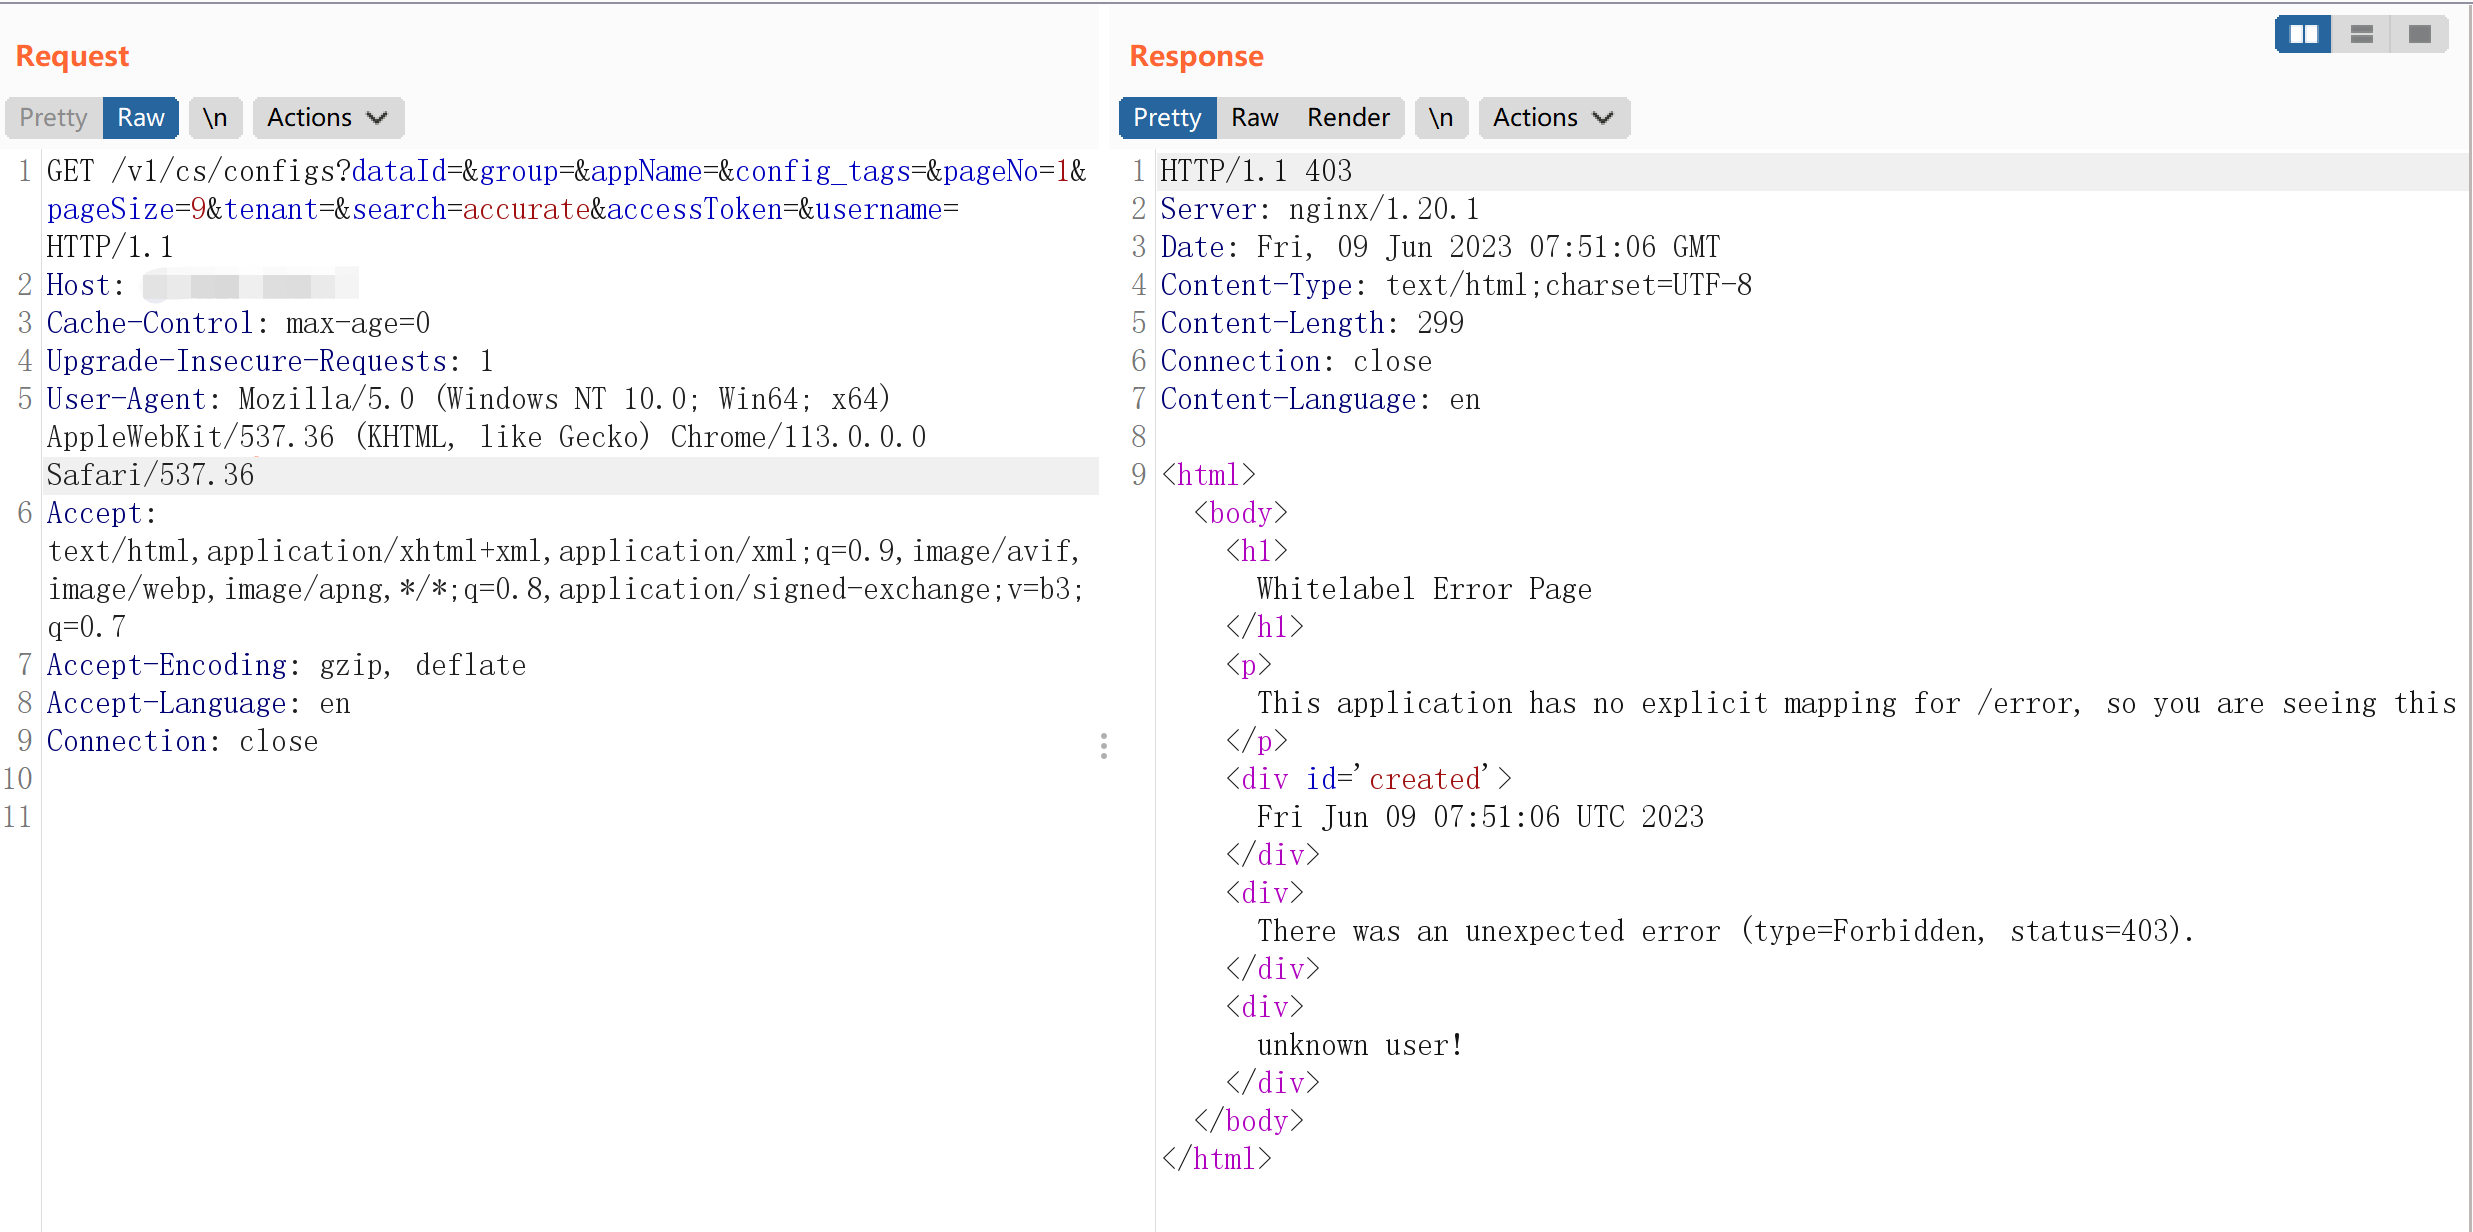 Request
Pretty Raw \n Actions
1 GET /v1/cs/configs?dataId=&group=&appName=&config_tags=&pageNo=1&
pageSize=9&tenant=&search=accurate&accessToken=&username=
HTTP/1.1
2 Host:
3 Cache-Control: max-age=0
4 Upgrade-Insecure-Requests: 1
5 User-Agent: Mozilla/5.0 (Windows NT 10.0; Win64; x64)
AppleWebKit/537.36 (KHTML, like Gecko) Chrome/113.0.0.0
Safari/537.36
6 Accept:
text/html,application/xhtml+xml,application/xml;q=0.9,image/avif,
image/webp,image/apng,*/*;q=0.8,application/signed-exchange;v=b3;
q=0.7
7 Accept-Encoding: gzip, deflate
8 Accept-Language: en
9 Connection: close
10
11
Response
Pretty Raw Render \n Actions
1 HTTP/1.1 403
2 Server: nginx/1.20.1
3 Date: Fri, 09 Jun 2023 07:51:06 GMT
4 Content-Type: text/html;charset=UTF-8
5 Content-Length: 299
6 Connection: close
7 Content-Language: en
8
9 <html>
<body>
<h1>
Whitelabel Error Page
</h1>
<p>
This application has no explicit mapping for /error, so you are seeing this
</p>
<div id='created'>
Fri Jun 09 07:51:06 UTC 2023
</div>
<div>
There was an unexpected error (type=Forbidden, status=403).
</div>
<div>
unknown user!
</div>
</body>
</html>